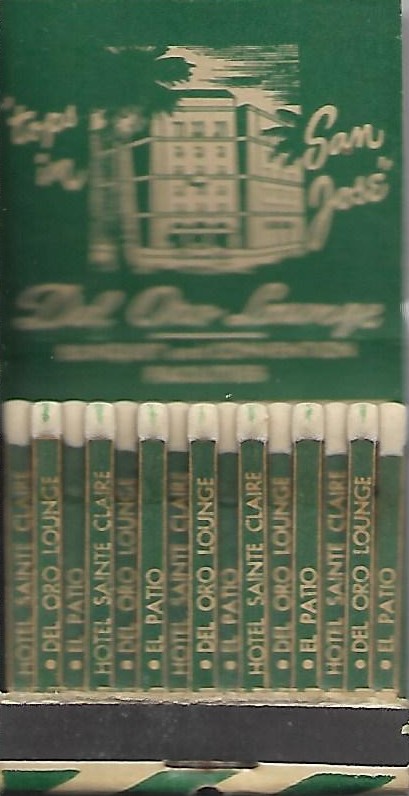 "tops
in
San
José"
Del Oro Lounge
HOTEL SAINTE CLAIRE
• DEL ORO LOUNGE
• EL PATIO
HOTEL SAINTE CLAIRE
• DEL ORO LOUNGE
• EL PATIO
HOTEL SAINTE CLAIRE
• DEL ORO LOUNGE
• EL PATIO
HOTEL SAINTE CLAIRE
• DEL ORO LOUNGE
• EL PATIO
HOTEL SAINTE CLAIRE
• DEL ORO LOUNGE
• EL PATIO